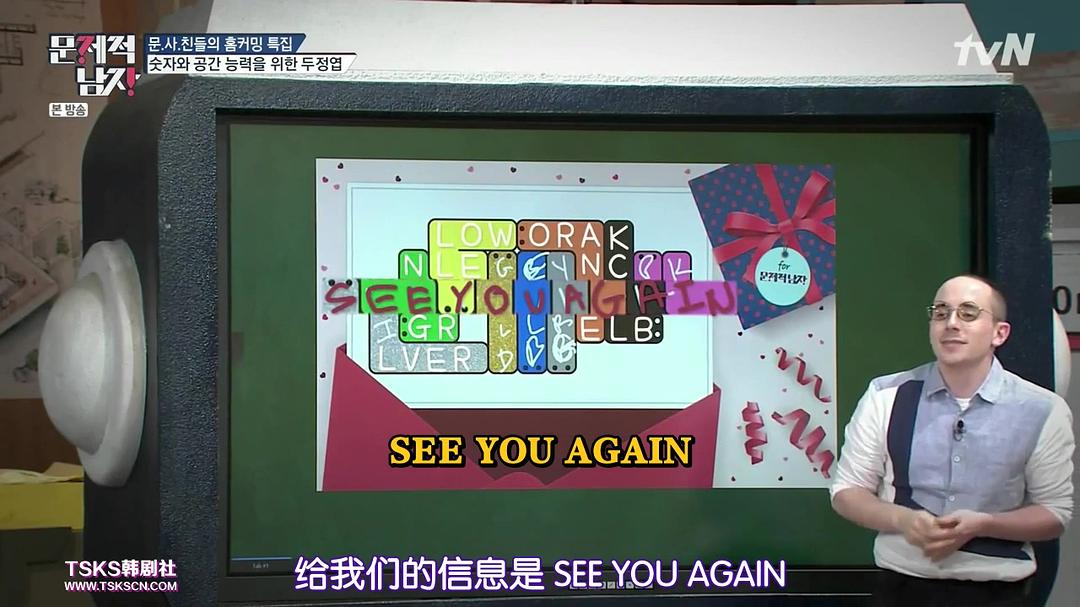 문제적
남자
본 방송
문.사.친들의 홈커밍 특집
숫자와 공간 능력을 위한 두정엽
tvN
LOW:ORAK
NLE
NC
SEE YOU AGAIN
IGR
ELB:
LVER
for
문제적남자
SEE YOU AGAIN
给我们的信息是 SEE YOU AGAIN
TSKS韩剧社
WWW.TSKSCN.COM